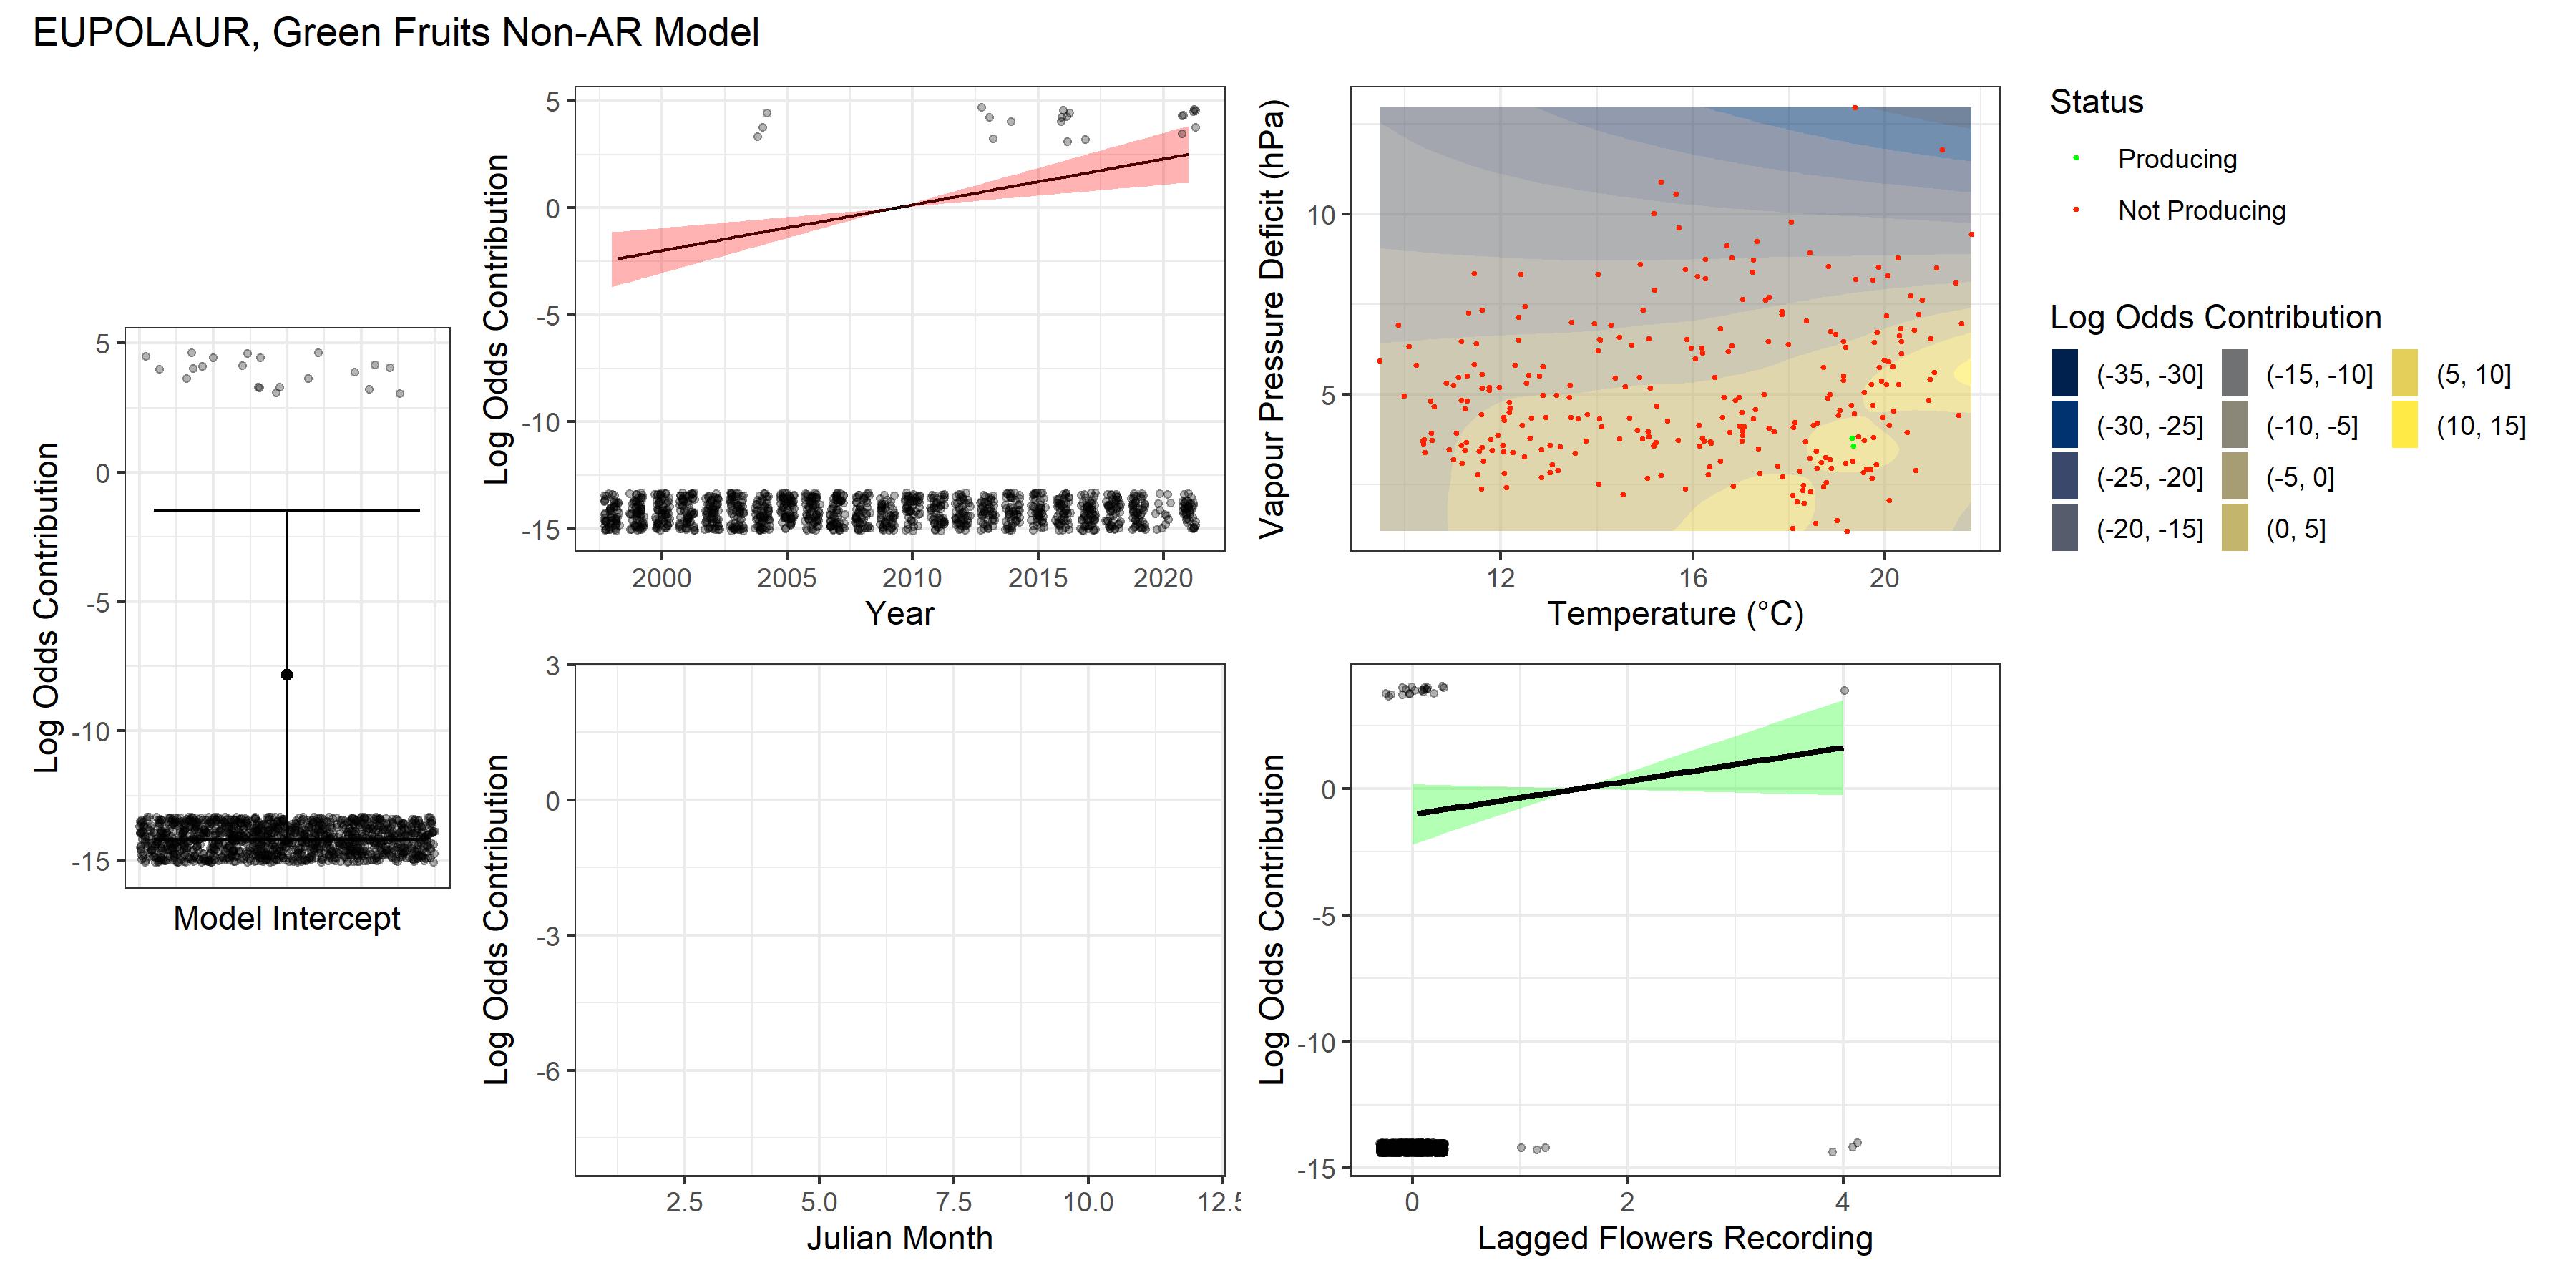 EUPOLAUR, Green Fruits Non-AR Model
Log Odds Contribution
5
0
-5
-10
-15
Model Intercept
Log Odds Contribution
5
0
-5
-10
-15
2000 2005 2010 2015 2020
Year
Vapour Pressure Deficit (hPa)
10
5
12 16 20
Temperature (°C)
Status
Producing
Not Producing
Log Odds Contribution
(-35, -30] (-15, -10] (5, 10]
(-30, -25] (-10, -5] (10, 15]
(-25, -20] (-5, 0]
(-20, -15] (0, 5]
Log Odds Contribution
3
0
-3
-6
2.5 5.0 7.5 10.0 12.5
Julian Month
Log Odds Contribution
0
-5
-10
-15
0 2 4
Lagged Flowers Recording